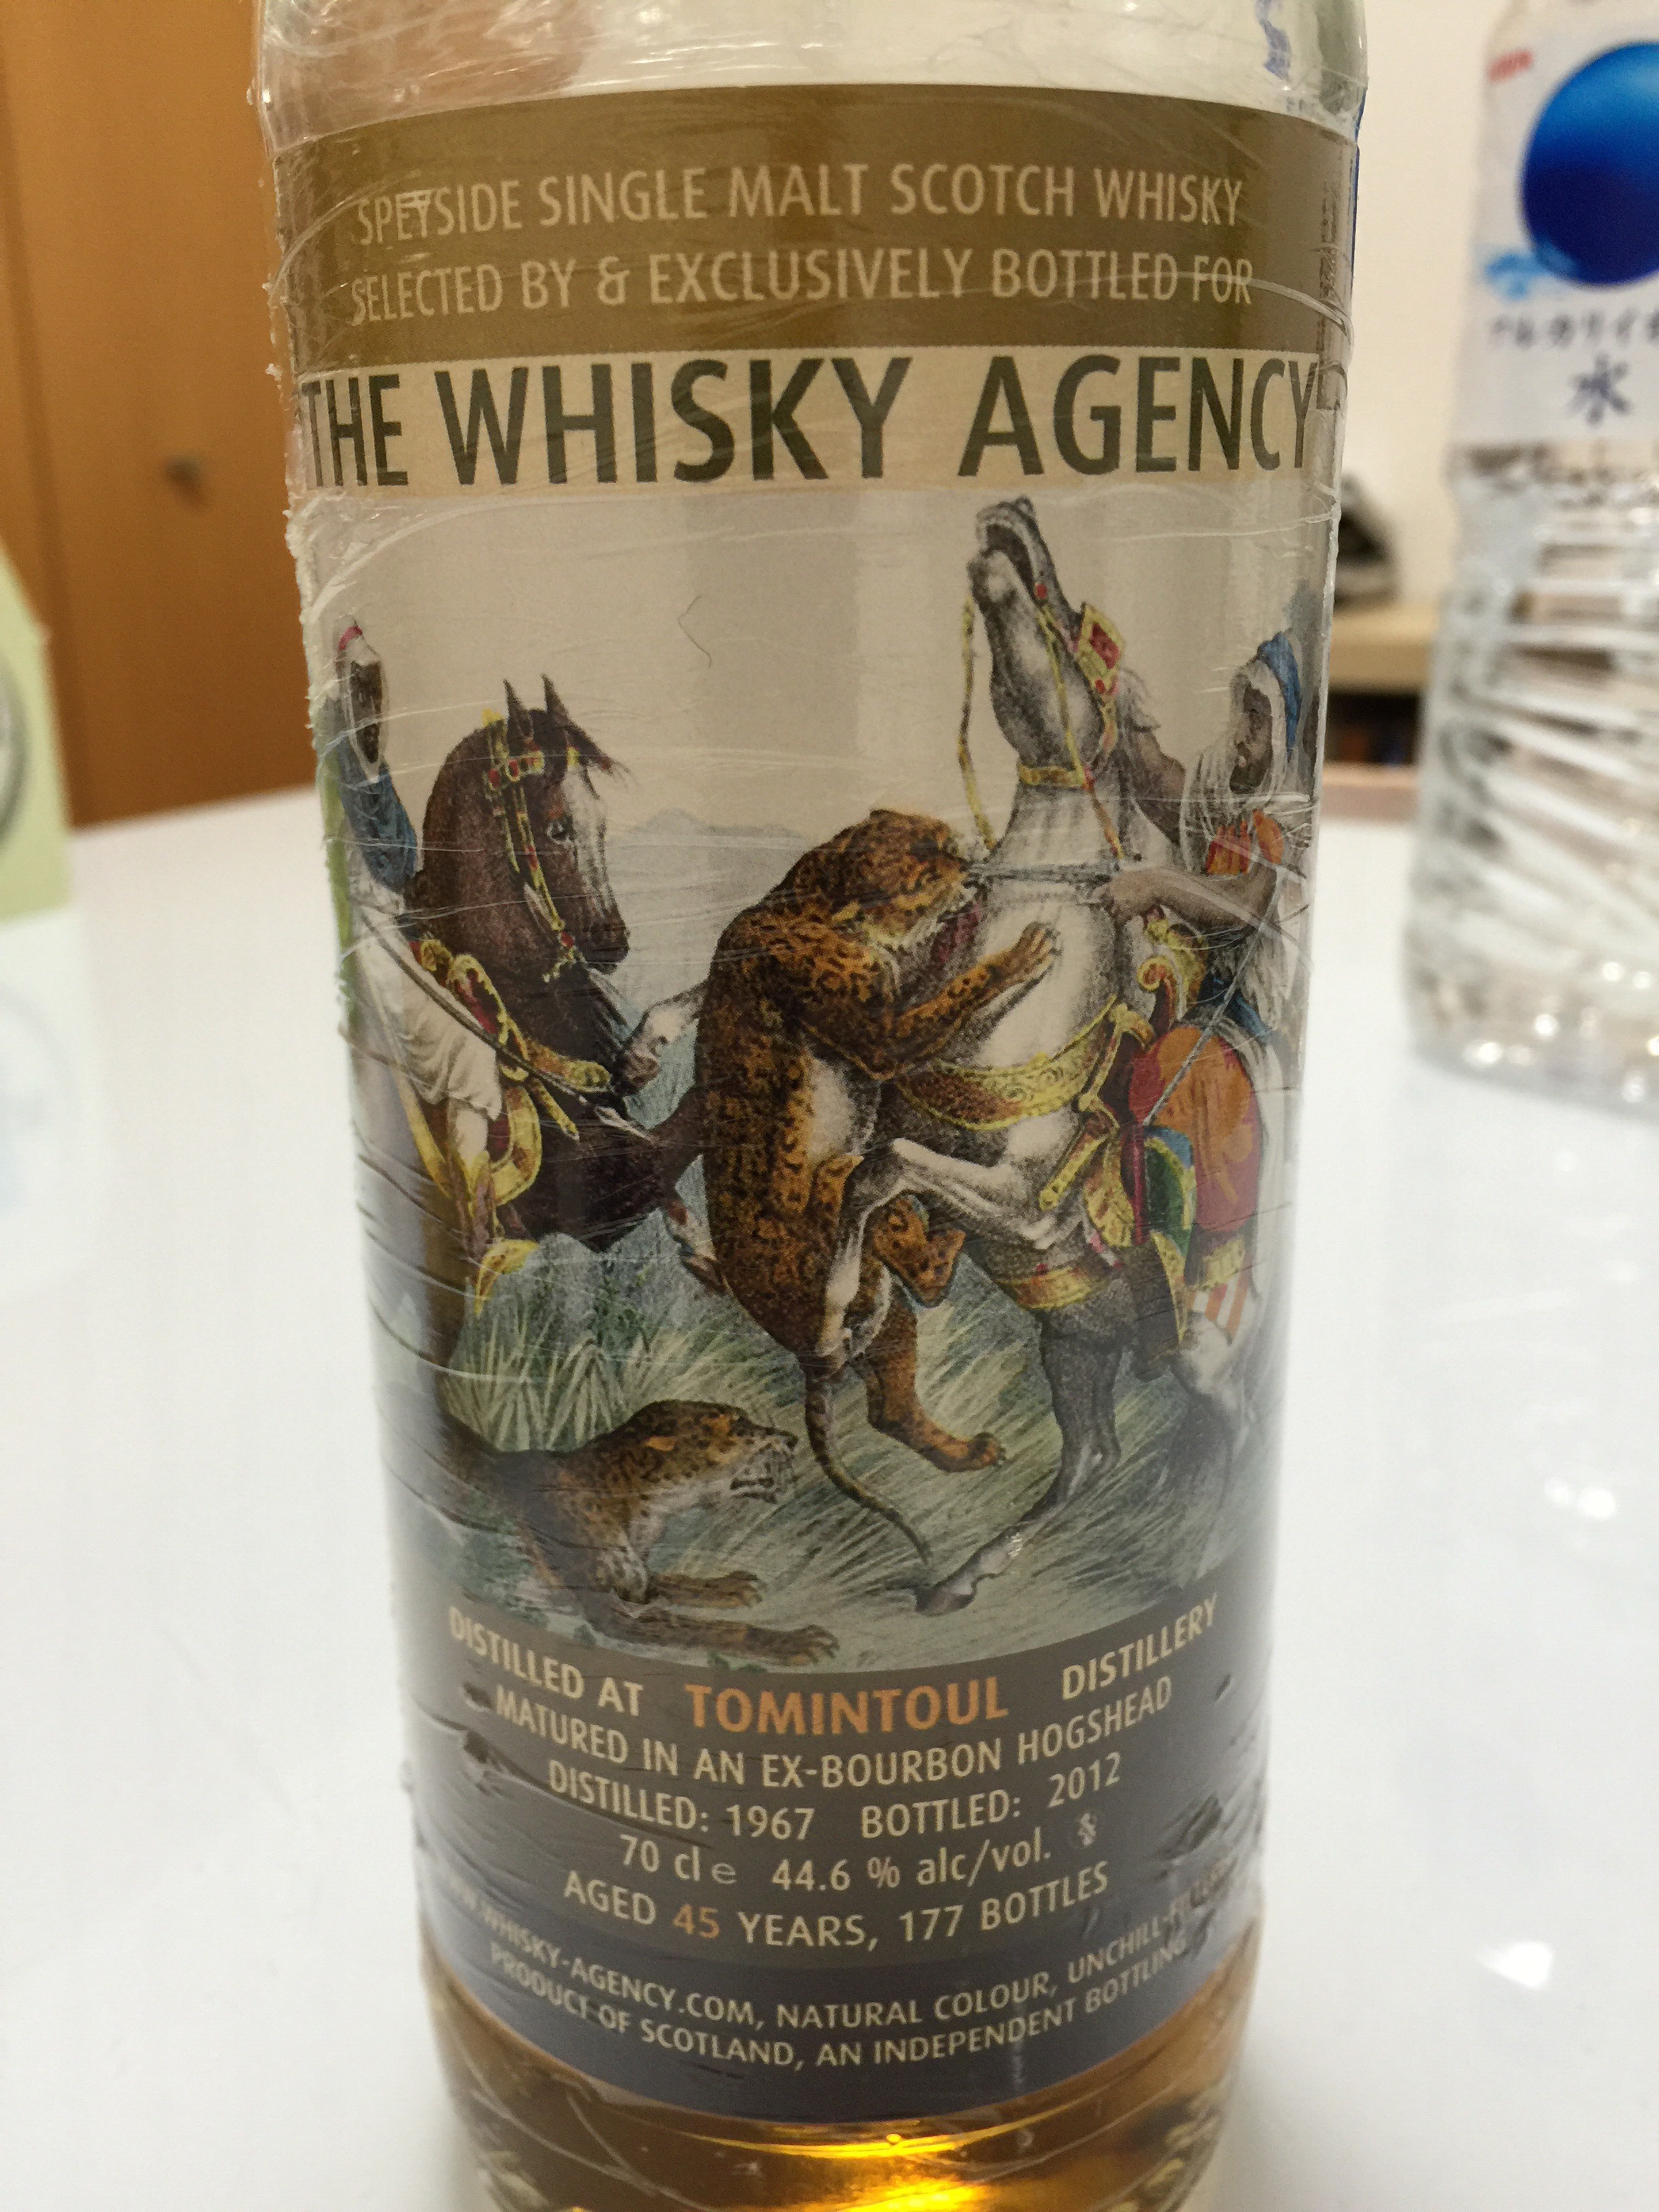 SPEYSIDE SINGLE MALT SCOTCH WHISKY
SELECTED BY & EXCLUSIVELY BOTTLED FOR
THE WHISKY AGENCY
DISTILLED AT TOMINTOUL DISTILLERY
MATURED IN AN EX-BOURBON HOGSHEAD
DISTILLED: 1967 BOTTLED: 2012
70 cl e 44.6 % alc/vol.
AGED 45 YEARS, 177 BOTTLES
WWW.WHISKY-AGENCY.COM, NATURAL COLOUR,
PRODUCT OF SCOTLAND, AN INDEPENDENT BOTTLING
水